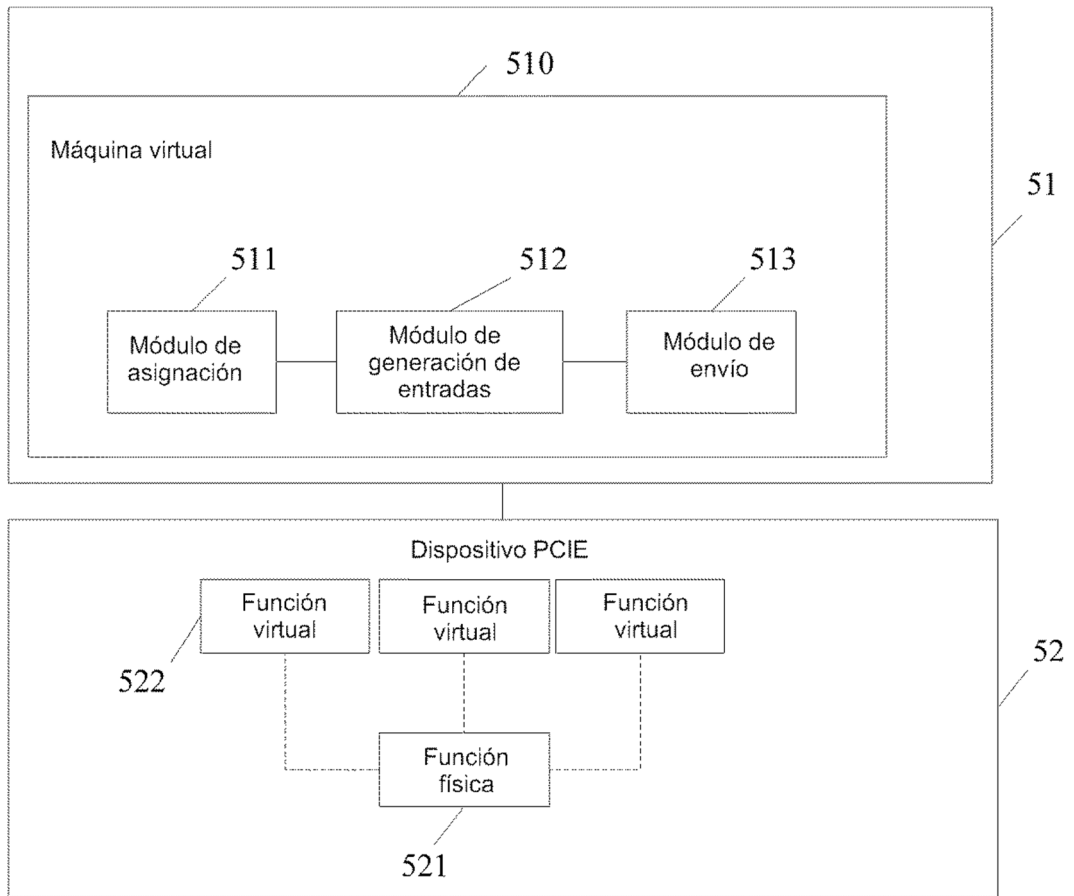 510
Máquina virtual
51
511
512
513
Módulo de
asignación
Módulo de
generación de
entradas
Módulo de
envío
Dispositivo PCIE
Función
virtual
Función
virtual
Función
virtual
522
52
Función
física
521